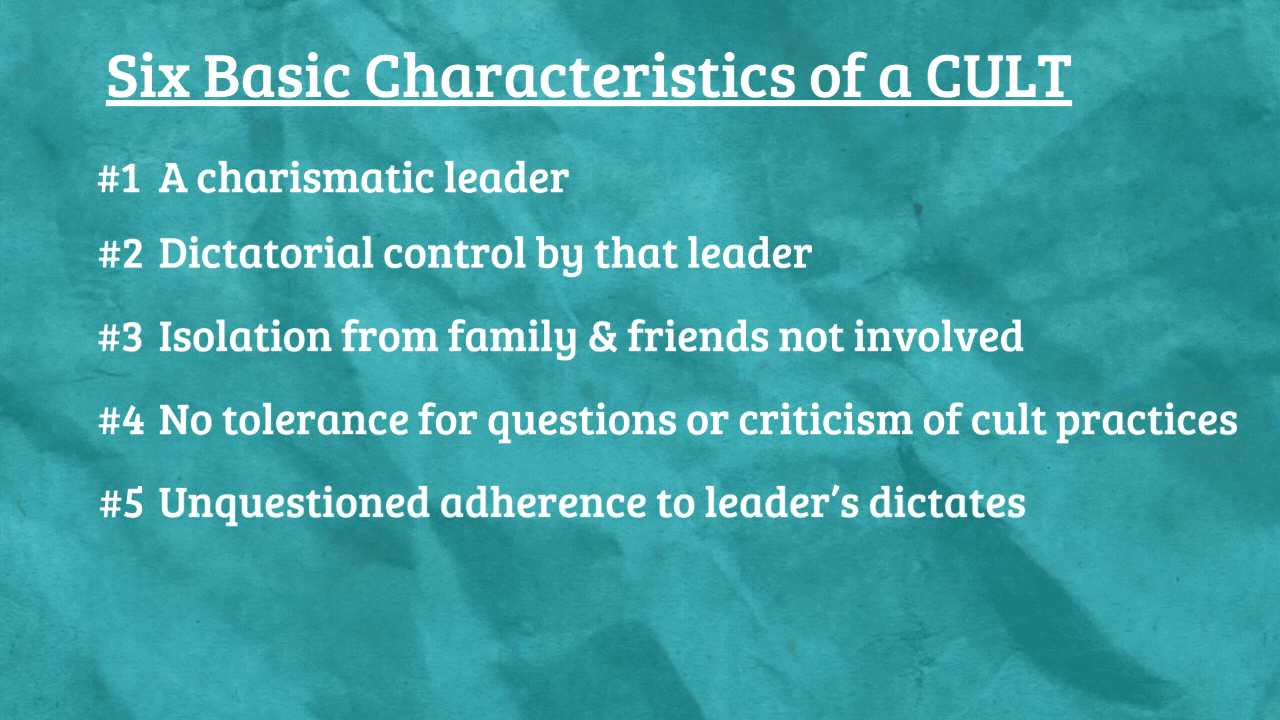 Six Basic Characteristics of a CULT
#1 A charismatic leader
#2 Dictatorial control by that leader
#3 Isolation from family & friends not involved
#4 No tolerance for questions or criticism of cult practices
#5 Unquestioned adherence to leader’s dictates